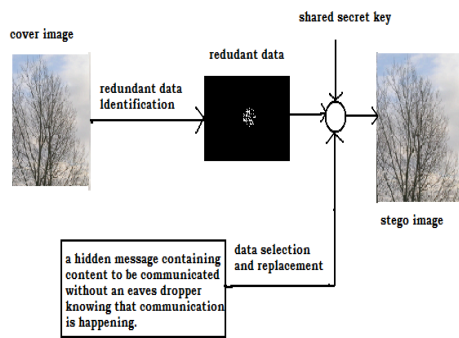 shared secret key
cover image
redudant data
redundant data
Identification
stego image
data selection
and replacement
a hidden message containing
content to be communicated
without an eaves dropper
knowing that communication
is happening.